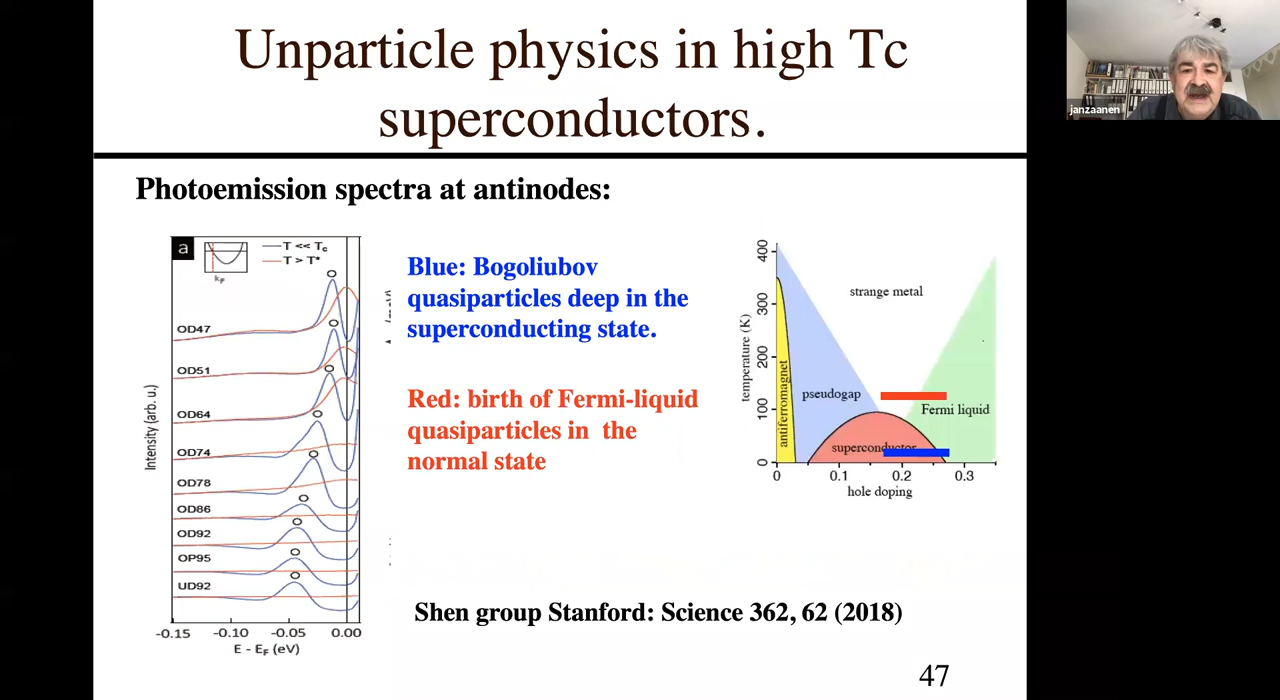 Unparticle physics in high Tc
superconductors.
janzaanen
Photoemission spectra at antinodes:
a
T << Tc
T > T*
kF
OD47
OD51
OD64
OD74
OD78
OD86
OD92
OP95
UD92
Intensity (arb. u.)
-0.15 -0.10 -0.05 0.00
E - EF (eV)
Blue: Bogoliubov
quasiparticles deep in the
superconducting state.
Red: birth of Fermi-liquid
quasiparticles in the
normal state
400
300
200
100
0
temperature (K)
strange metal
antiferromagnet
pseudogap
Fermi liquid
0 0.1 0.2 0.3
hole doping
Shen group Stanford: Science 362, 62 (2018)
47